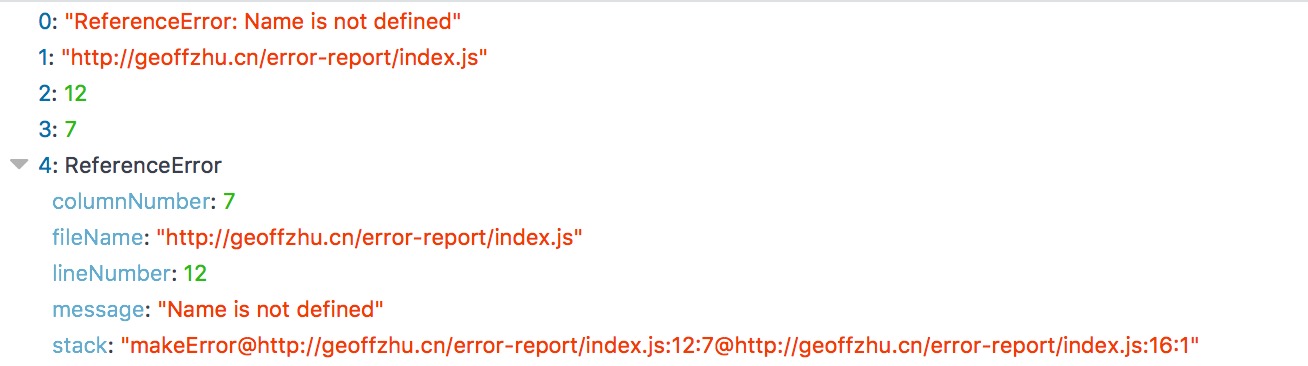 0: "ReferenceError: Name is not defined"
1: "http://geoffzhu.cn/error-report/index.js"
2: 12
3: 7
4: ReferenceError
columnNumber: 7
fileName: "http://geoffzhu.cn/error-report/index.js"
lineNumber: 12
message: "Name is not defined"
stack: "makeError@http://geoffzhu.cn/error-report/index.js:12:7@http://geoffzhu.cn/error-report/index.js:16:1"